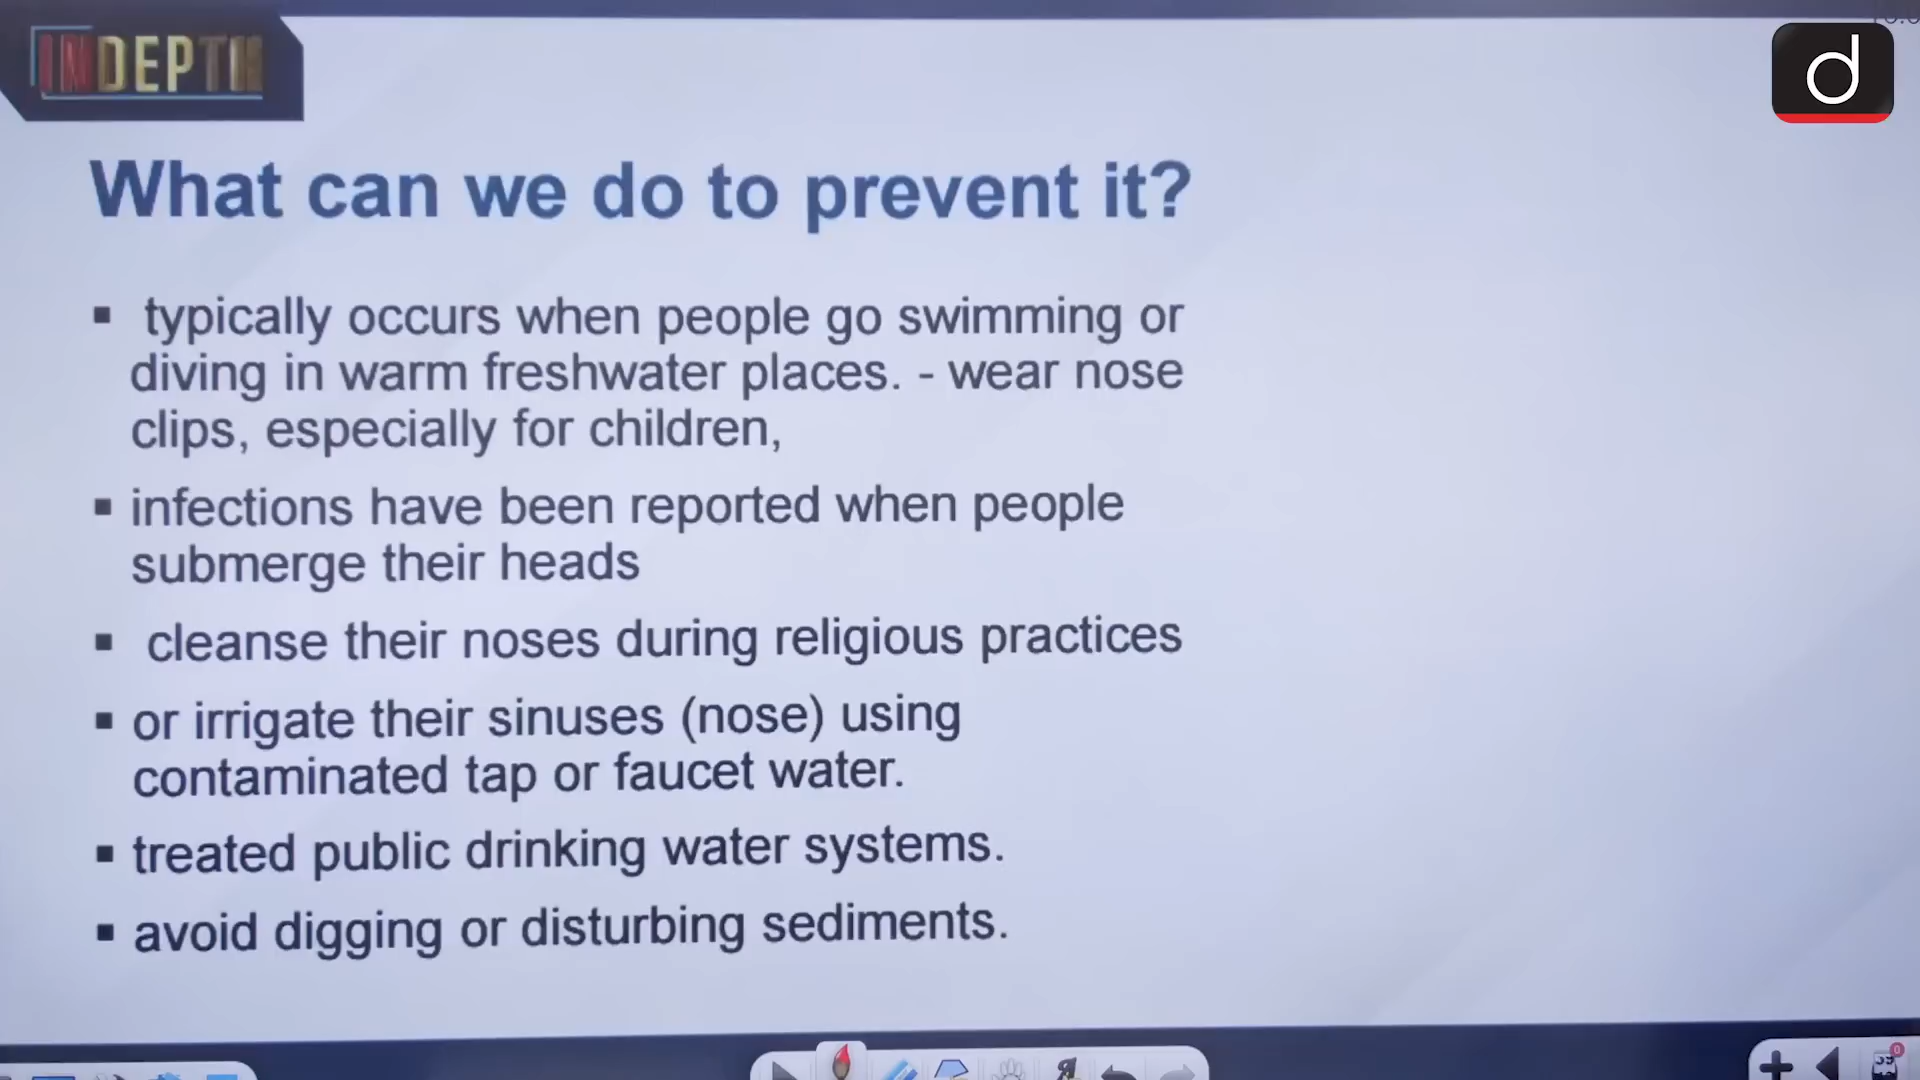 INDEPTH
d
What can we do to prevent it?
▪ typically occurs when people go swimming or
diving in warm freshwater places. - wear nose
clips, especially for children,
▪ infections have been reported when people
submerge their heads
▪ cleanse their noses during religious practices
▪ or irrigate their sinuses (nose) using
contaminated tap or faucet water.
▪ treated public drinking water systems.
▪ avoid digging or disturbing sediments.